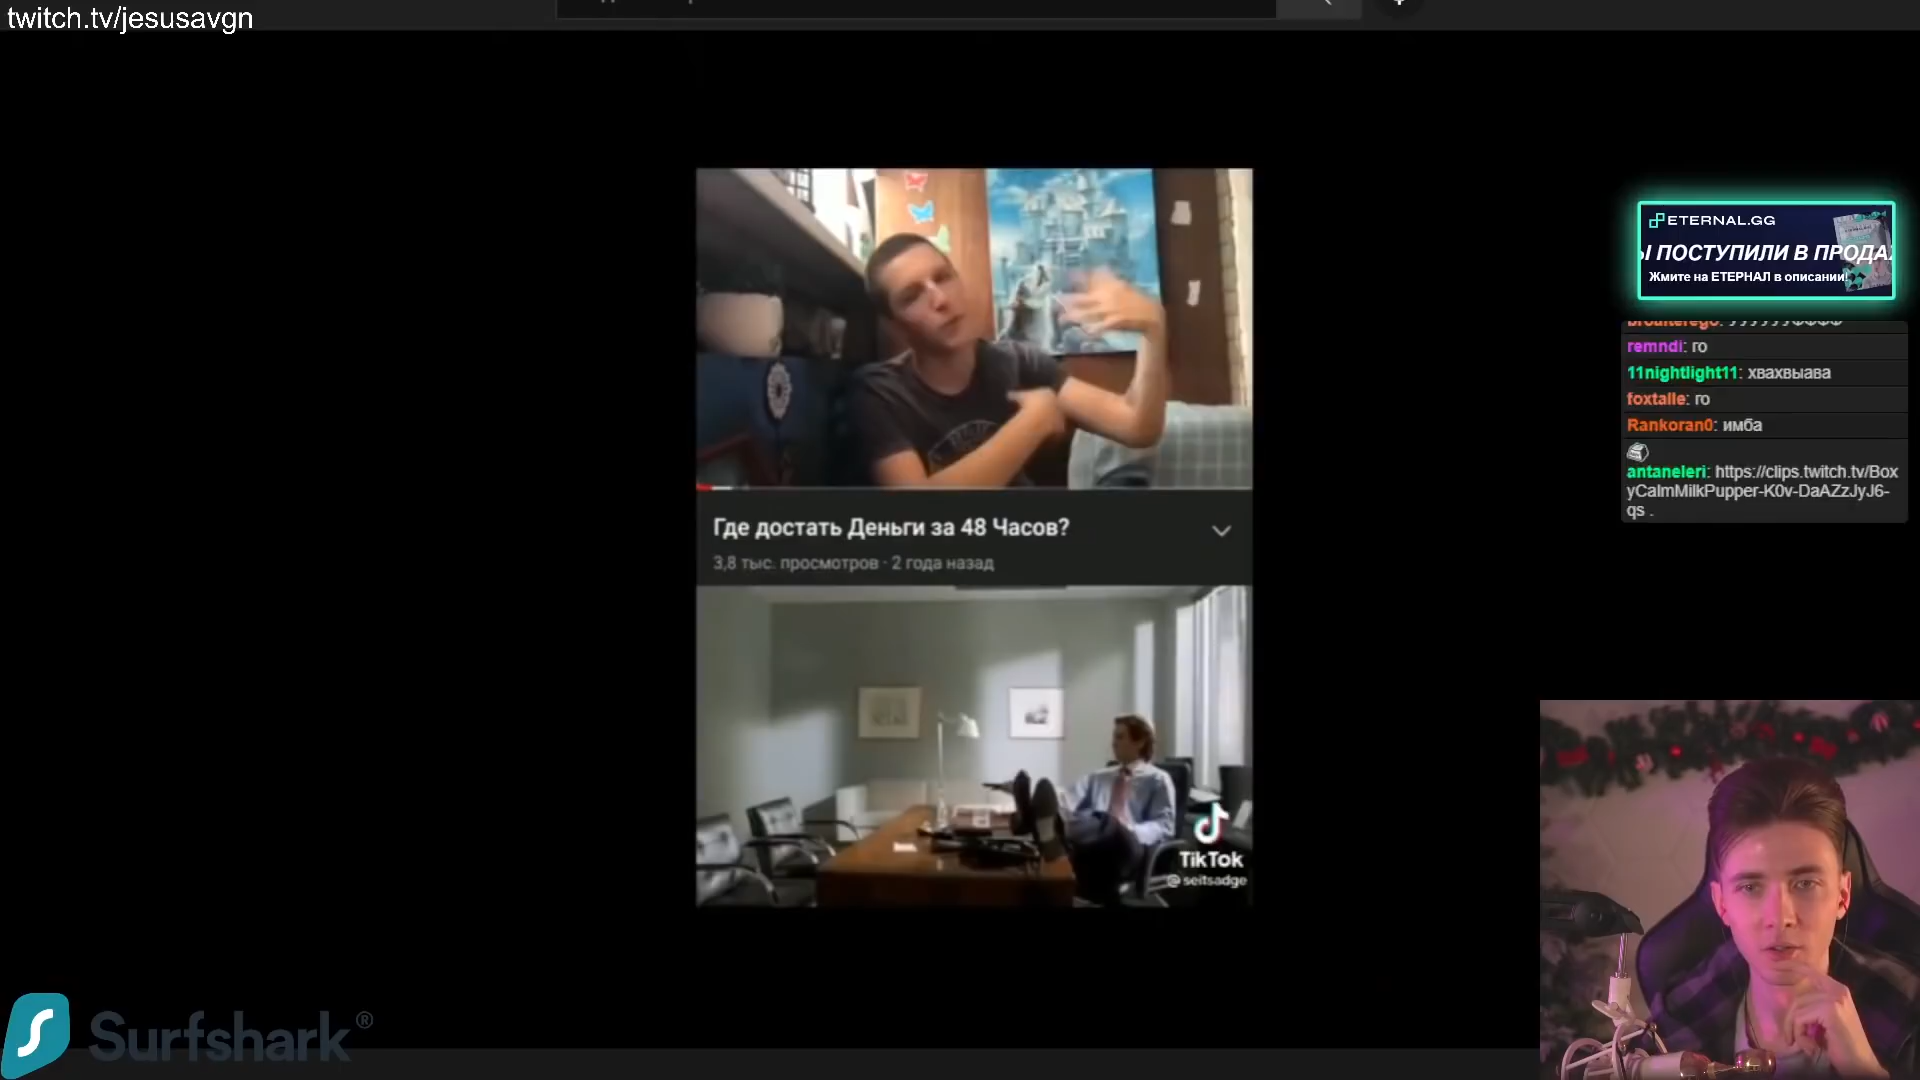 twitch.tv/jesusavgn
ETERNAL.GG
Ы ПОСТУПИЛИ В ПРОДА
Жмите на ЕТЕРНАЛ в описании!
remndi: го
11nightlight11: хвахвыава
foxtalle: го
Rankoran0: имба
antaneleri: https://clips.twitch.tv/Box
yCalmMilkPupper-K0v-DaAZzJyJ6-
qs .
Где достать Деньги за 48 Часов?
3,8 тыс. просмотров · 2 года назад
TikTok
@seitsadge
Surfshark®